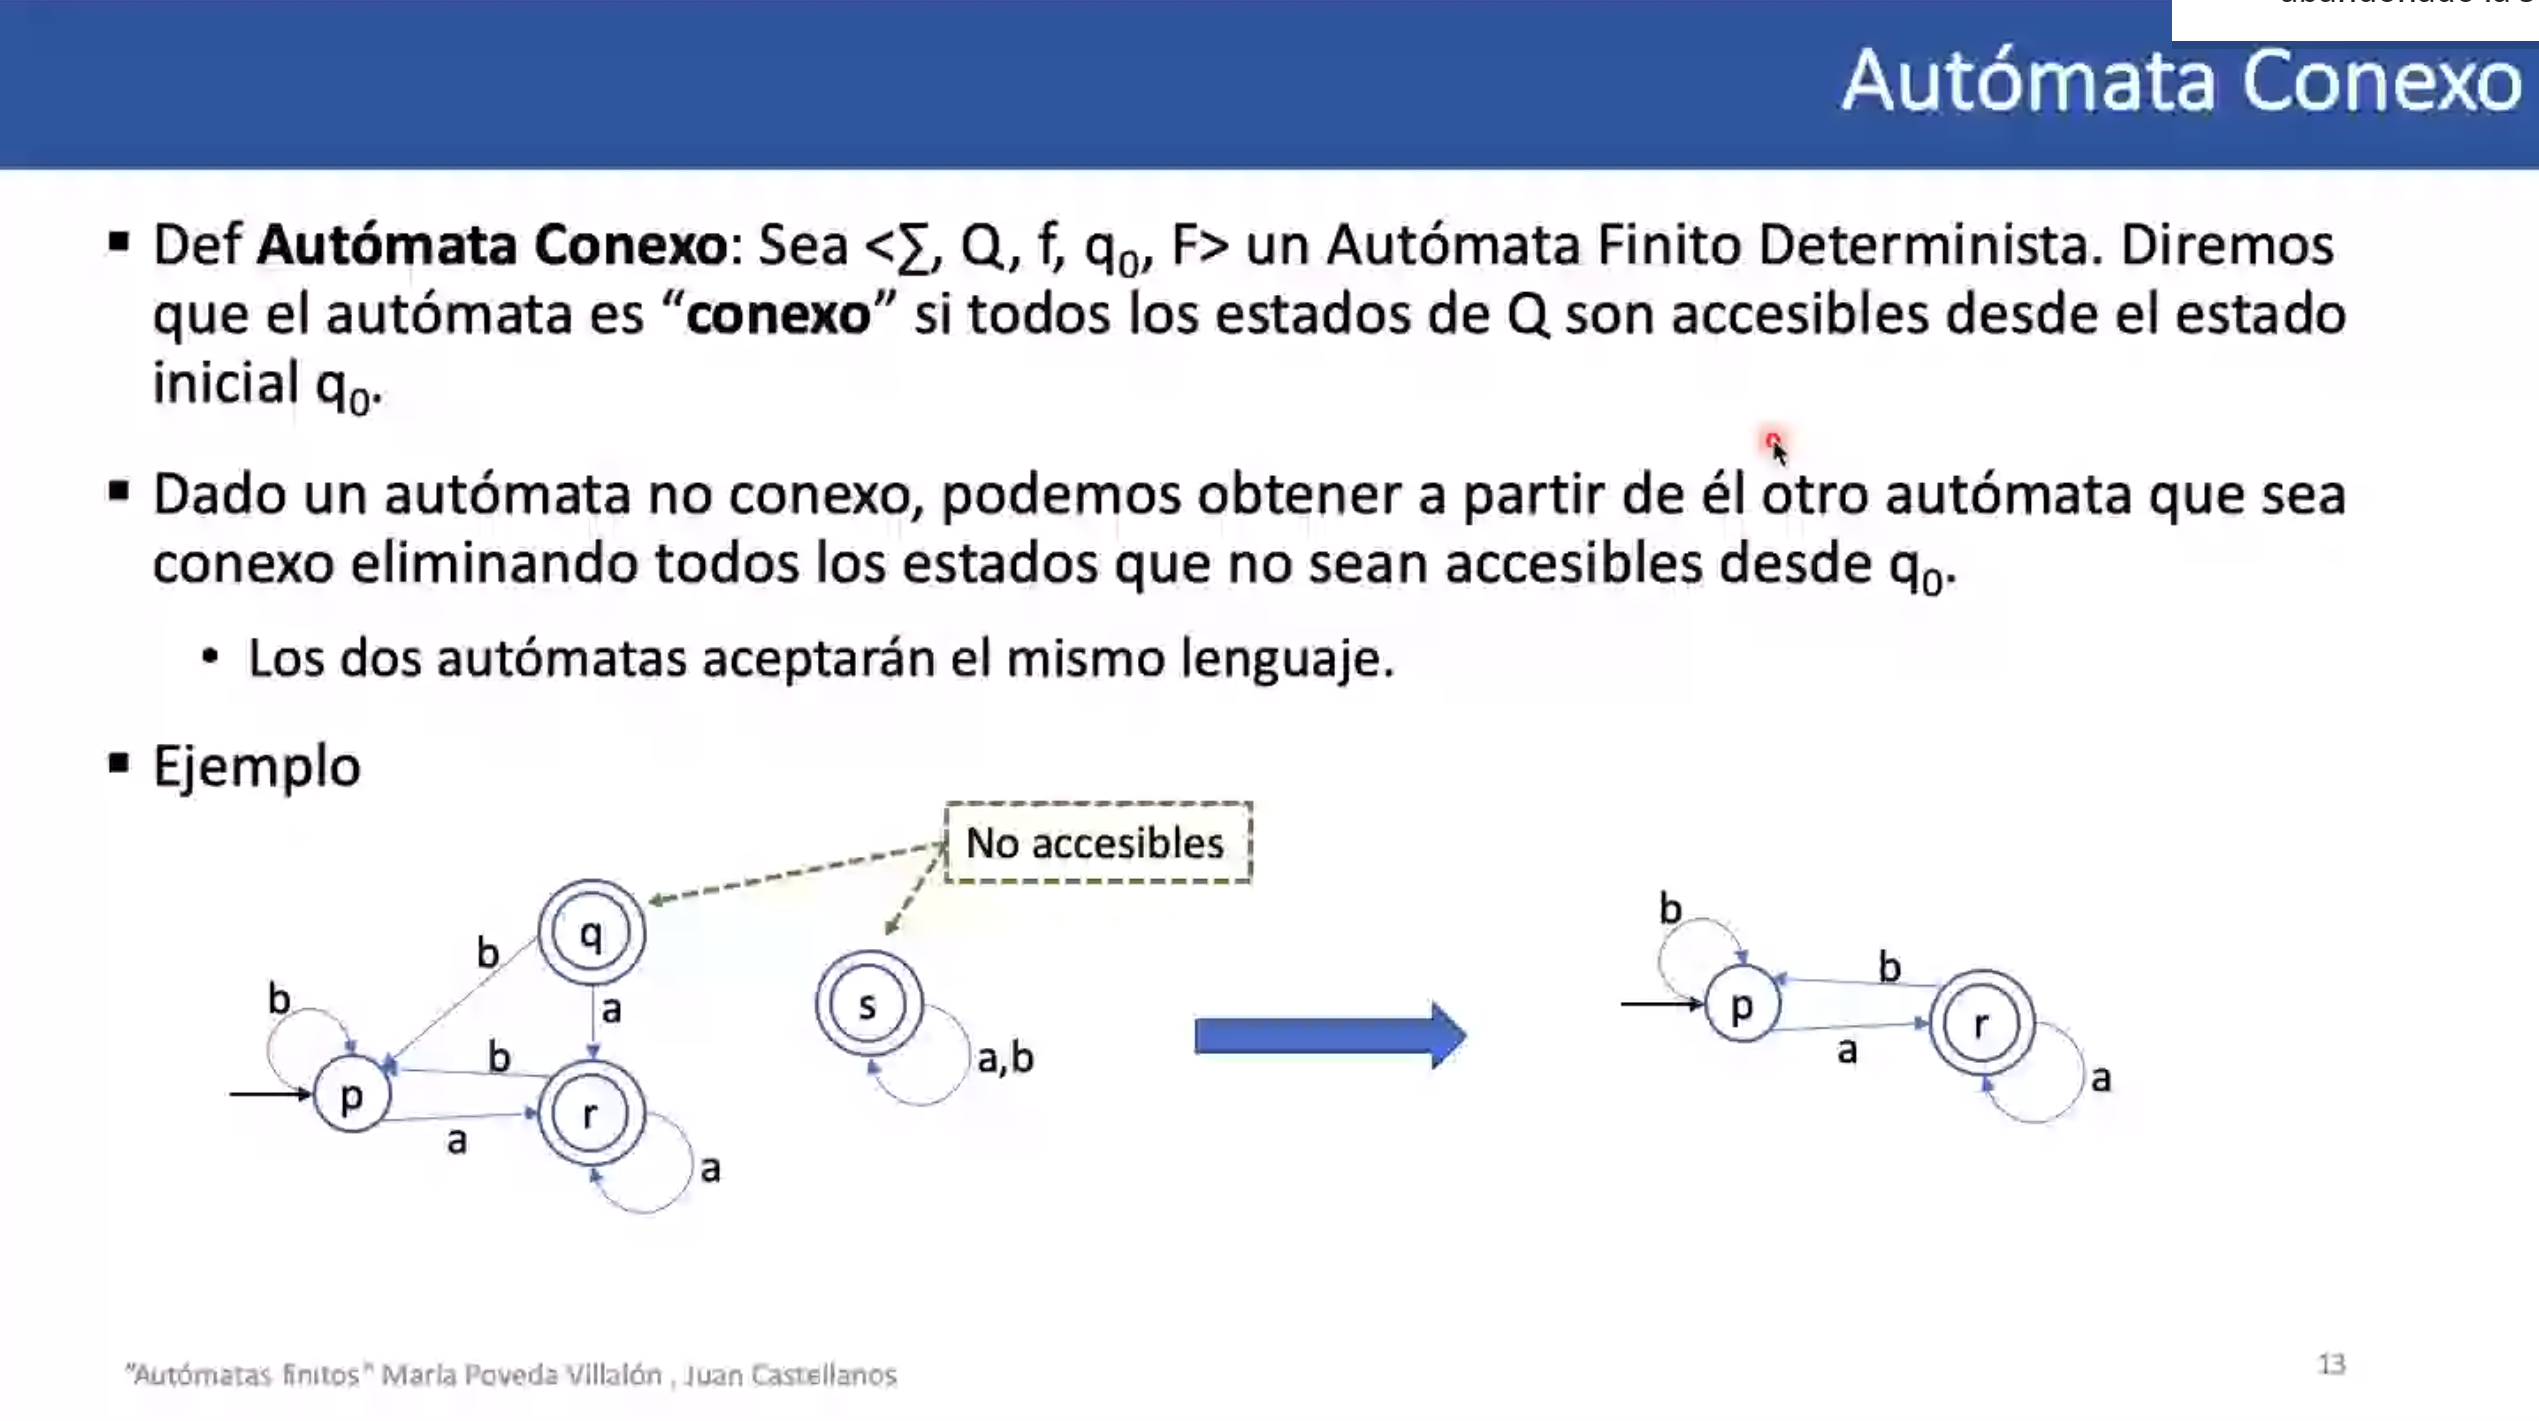 Autómata Conexo
▪ Def Autómata Conexo: Sea <∑, Q, f, q₀, F> un Autómata Finito Determinista. Diremos
que el autómata es “conexo” si todos los estados de Q son accesibles desde el estado
inicial q₀.
▪ Dado un autómata no conexo, podemos obtener a partir de él otro autómata que sea
conexo eliminando todos los estados que no sean accesibles desde q₀.
• Los dos autómatas aceptarán el mismo lenguaje.
▪ Ejemplo
No accesibles
q
b
a
b
p
b
a
r
a
s
a,b
b
p
b
a
r
a
"Autómatas finitos" María Poveda Villalón , Juan Castellanos
13